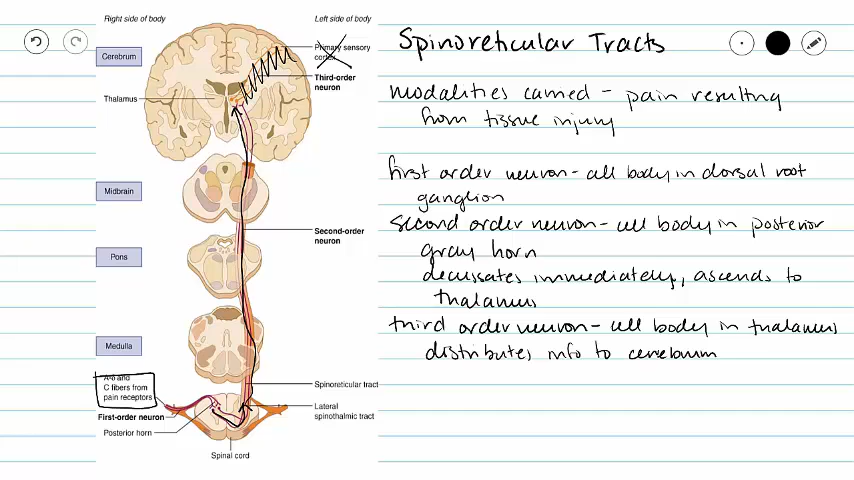 Right side of body
Left side of body
Cerebrum
Primary sensory
cortex
Third-order
neuron
Thalamus
Midbrain
Second-order
neuron
Pons
Medulla
A-δ and
C fibers from
pain receptors
Spinoreticular tract
First-order neuron
Lateral
spinothalmic tract
Posterior horn
Spinal cord
Spinoreticular Tracts
modalities carried - pain resulting
from tissue injury
first order neuron - cell body in dorsal root
ganglion
second order neuron - cell body in posterior
gray horn
decussates immediately, ascends to
thalamus
third order neuron - cell body in thalamus,
distributes info to cerebrum